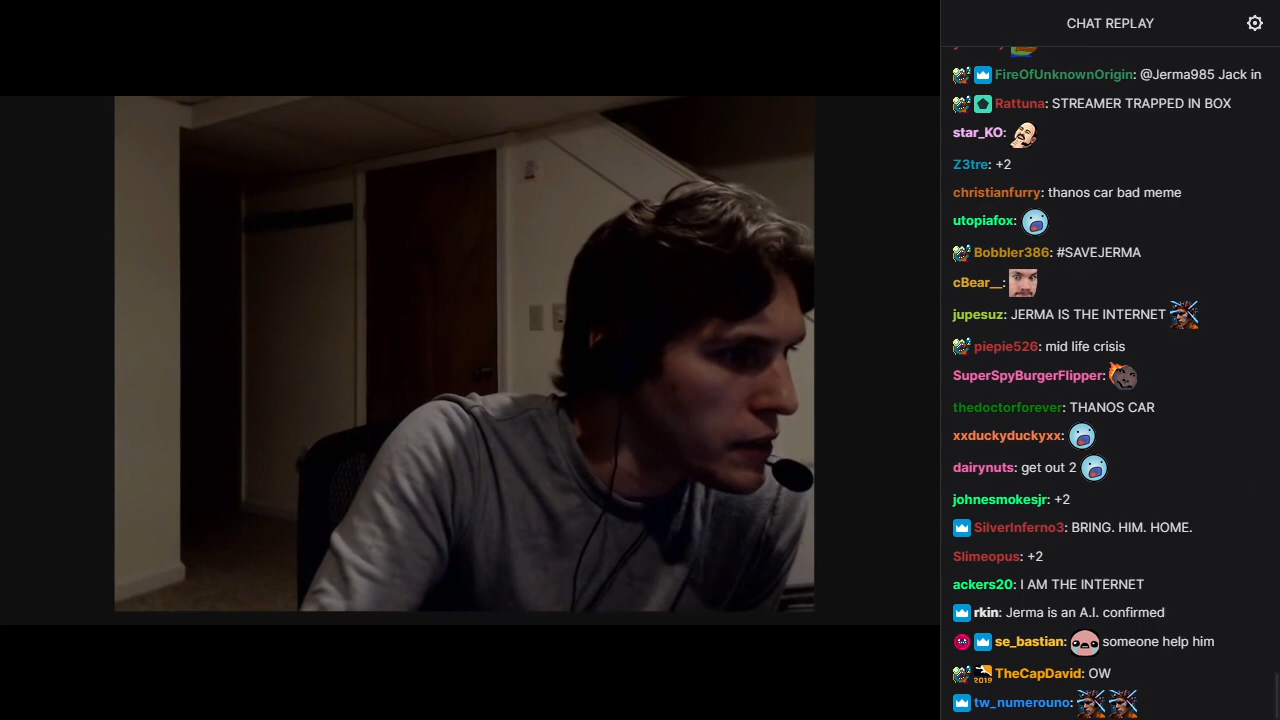 CHAT REPLAY
FireOfUnknownOrigin: @Jerma985 Jack in
Rattuna: STREAMER TRAPPED IN BOX
star_KO:
Z3tre: +2
christianfurry: thanos car bad meme
utopiafox:
Bobbler386: #SAVEJERMA
cBear__:
jupesuz: JERMA IS THE INTERNET
piepie526: mid life crisis
SuperSpyBurgerFlipper:
thedoctorforever: THANOS CAR
xxduckyduckyxx:
dairynuts: get out 2
johnesmokesjr: +2
SilverInferno3: BRING. HIM. HOME.
Slimeopus: +2
ackers20: I AM THE INTERNET
rkin: Jerma is an A.I. confirmed
se_bastian: someone help him
2019 TheCapDavid: OW
tw_numerouno: